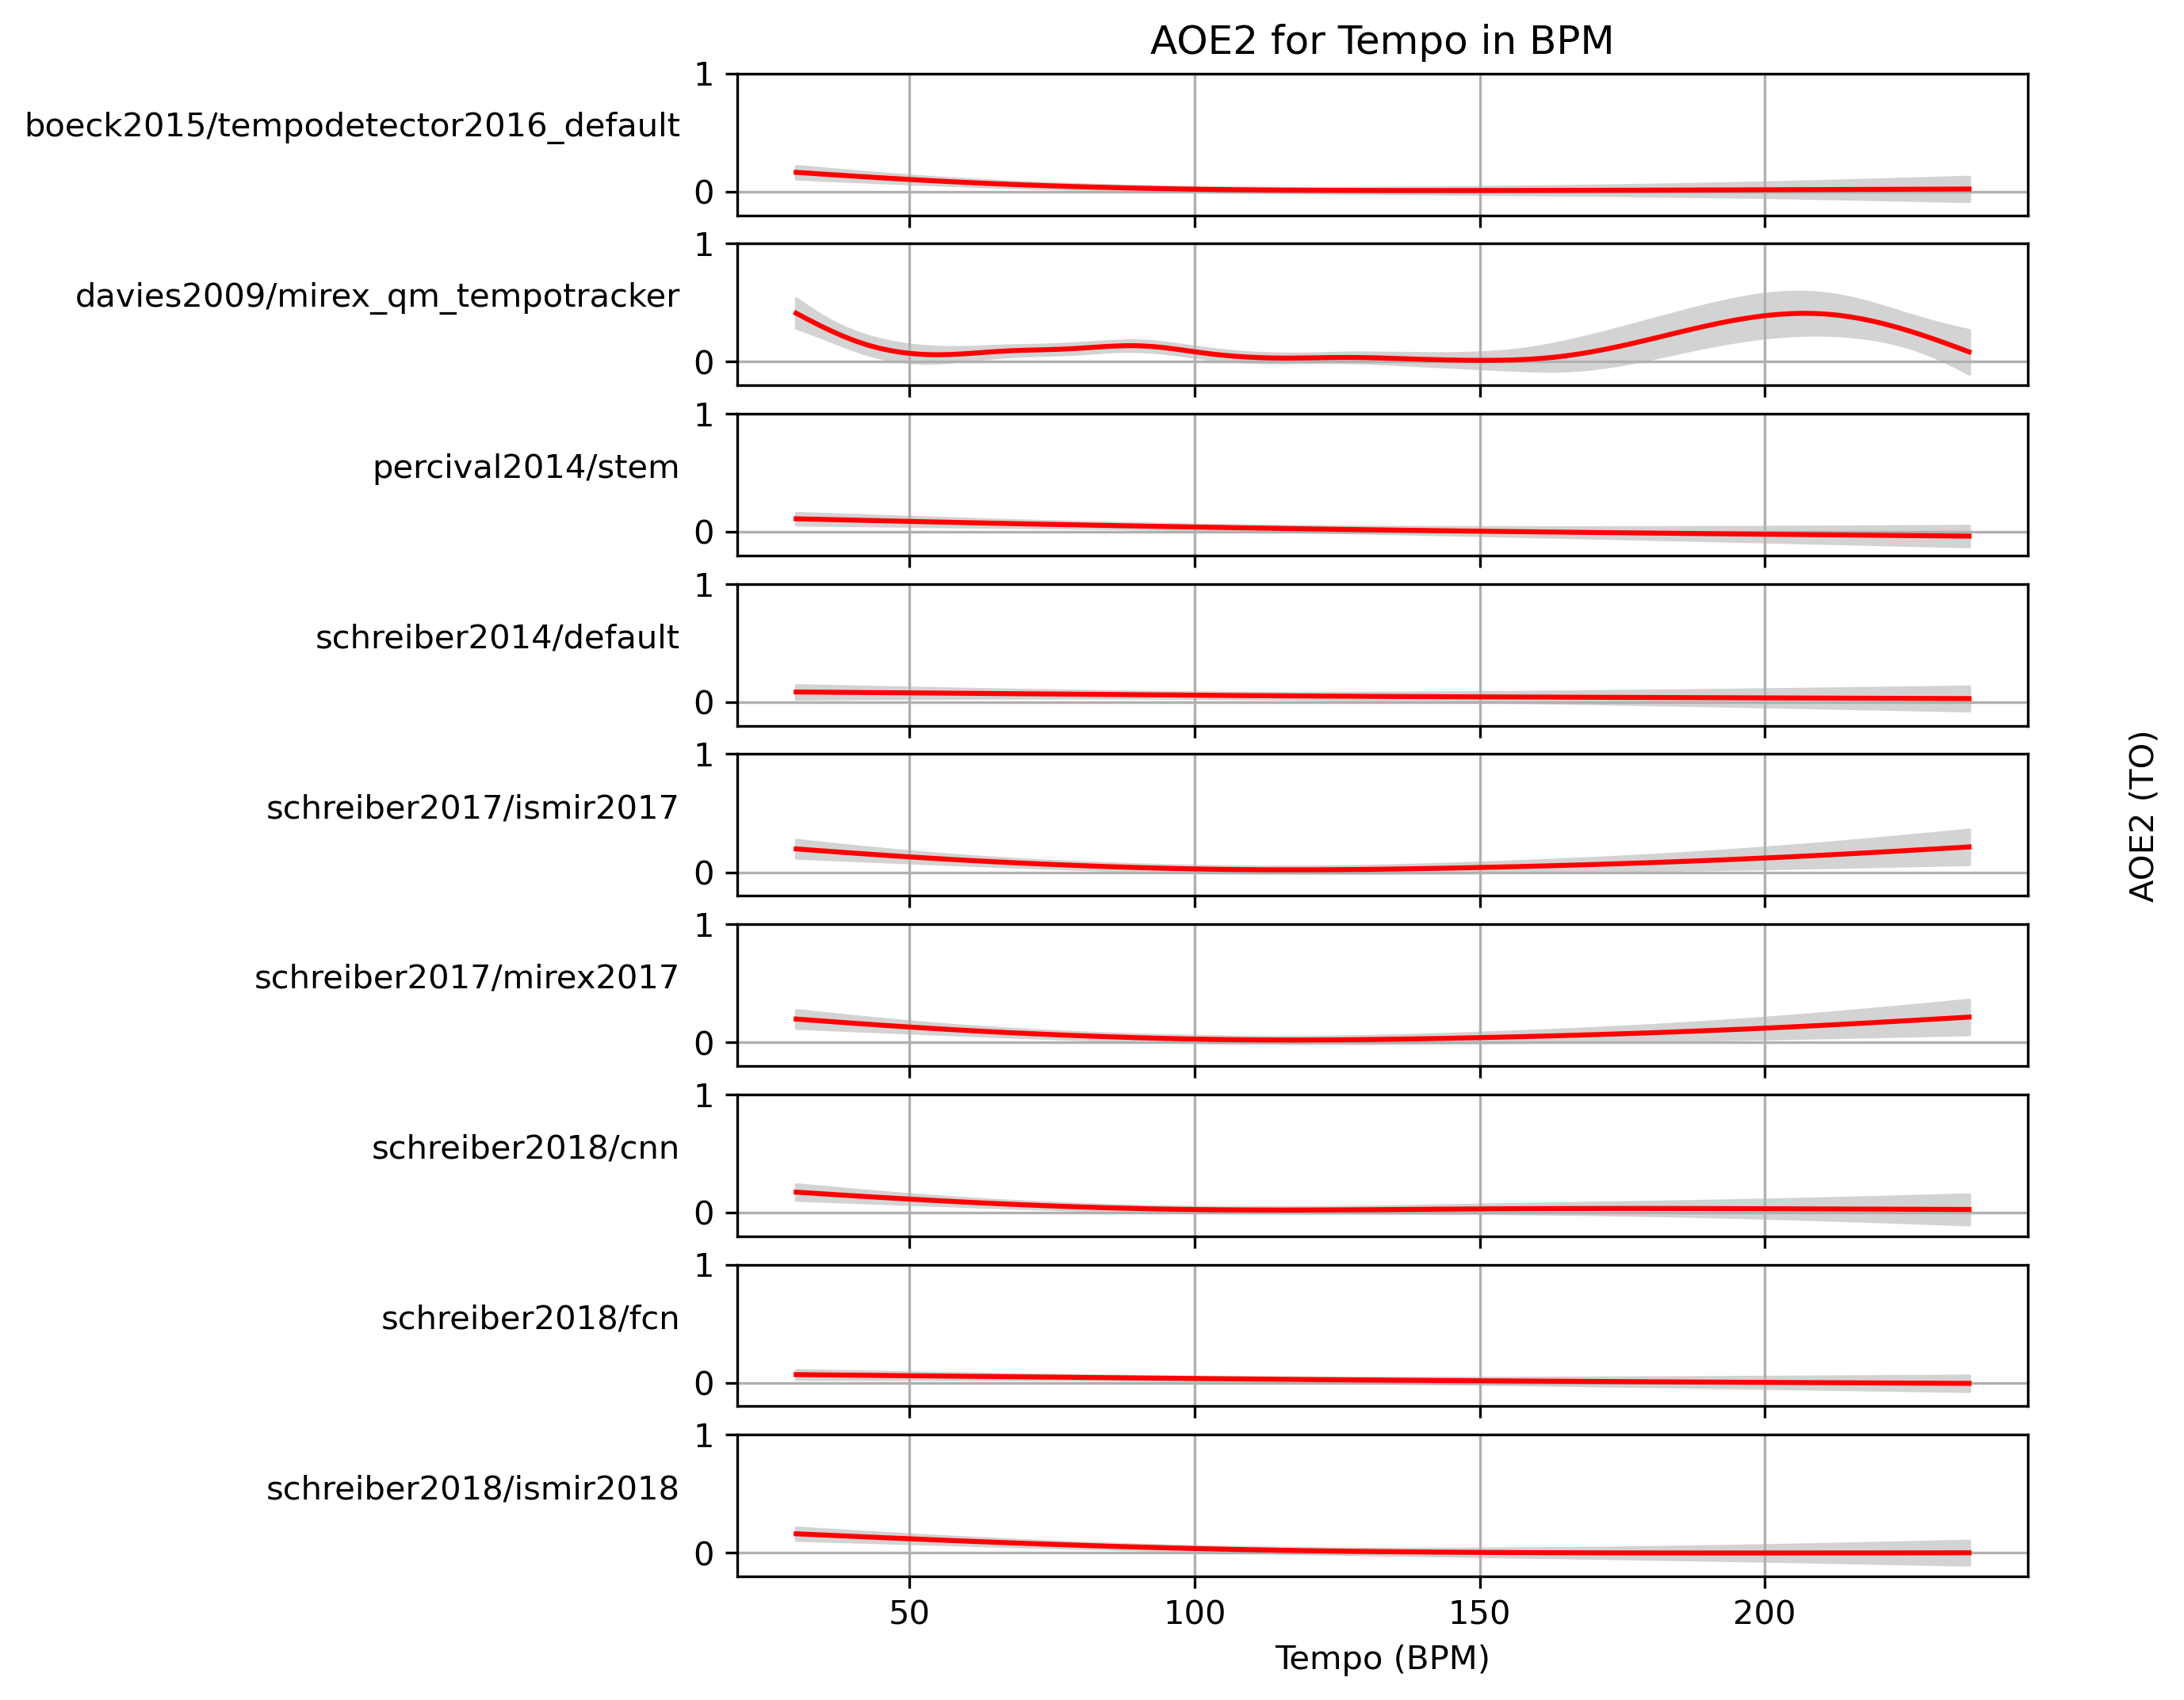 AOE2 for Tempo in BPM
1
boeck2015/tempodetector2016_default
0
1
davies2009/mirex_qm_tempotracker
0
1
percival2014/stem
0
1
schreiber2014/default
0
1
schreiber2017/ismir2017
0
AOE2 (TO)
1
schreiber2017/mirex2017
0
1
schreiber2018/cnn
0
1
schreiber2018/fcn
0
1
schreiber2018/ismir2018
0
50 100 150 200
Tempo (BPM)